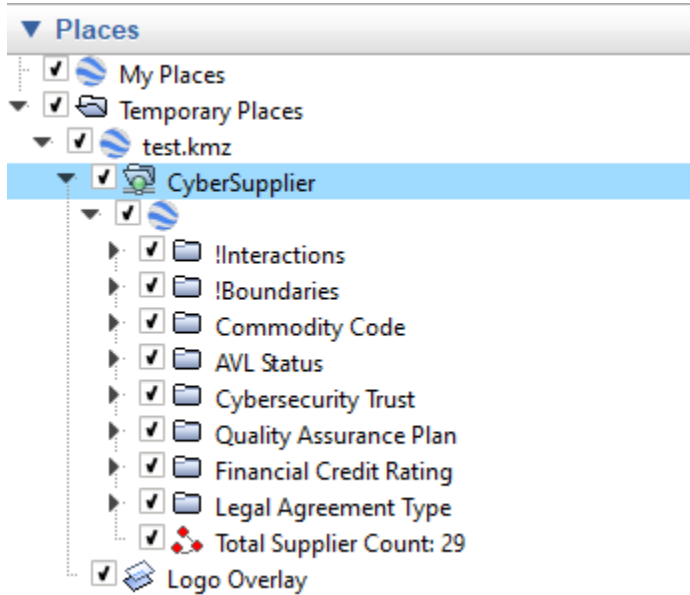 Places
My Places
Temporary Places
test.kmz
CyberSupplier
!Interactions
!Boundaries
Commodity Code
AVL Status
Cybersecurity Trust
Quality Assurance Plan
Financial Credit Rating
Legal Agreement Type
Total Supplier Count: 29
Logo Overlay